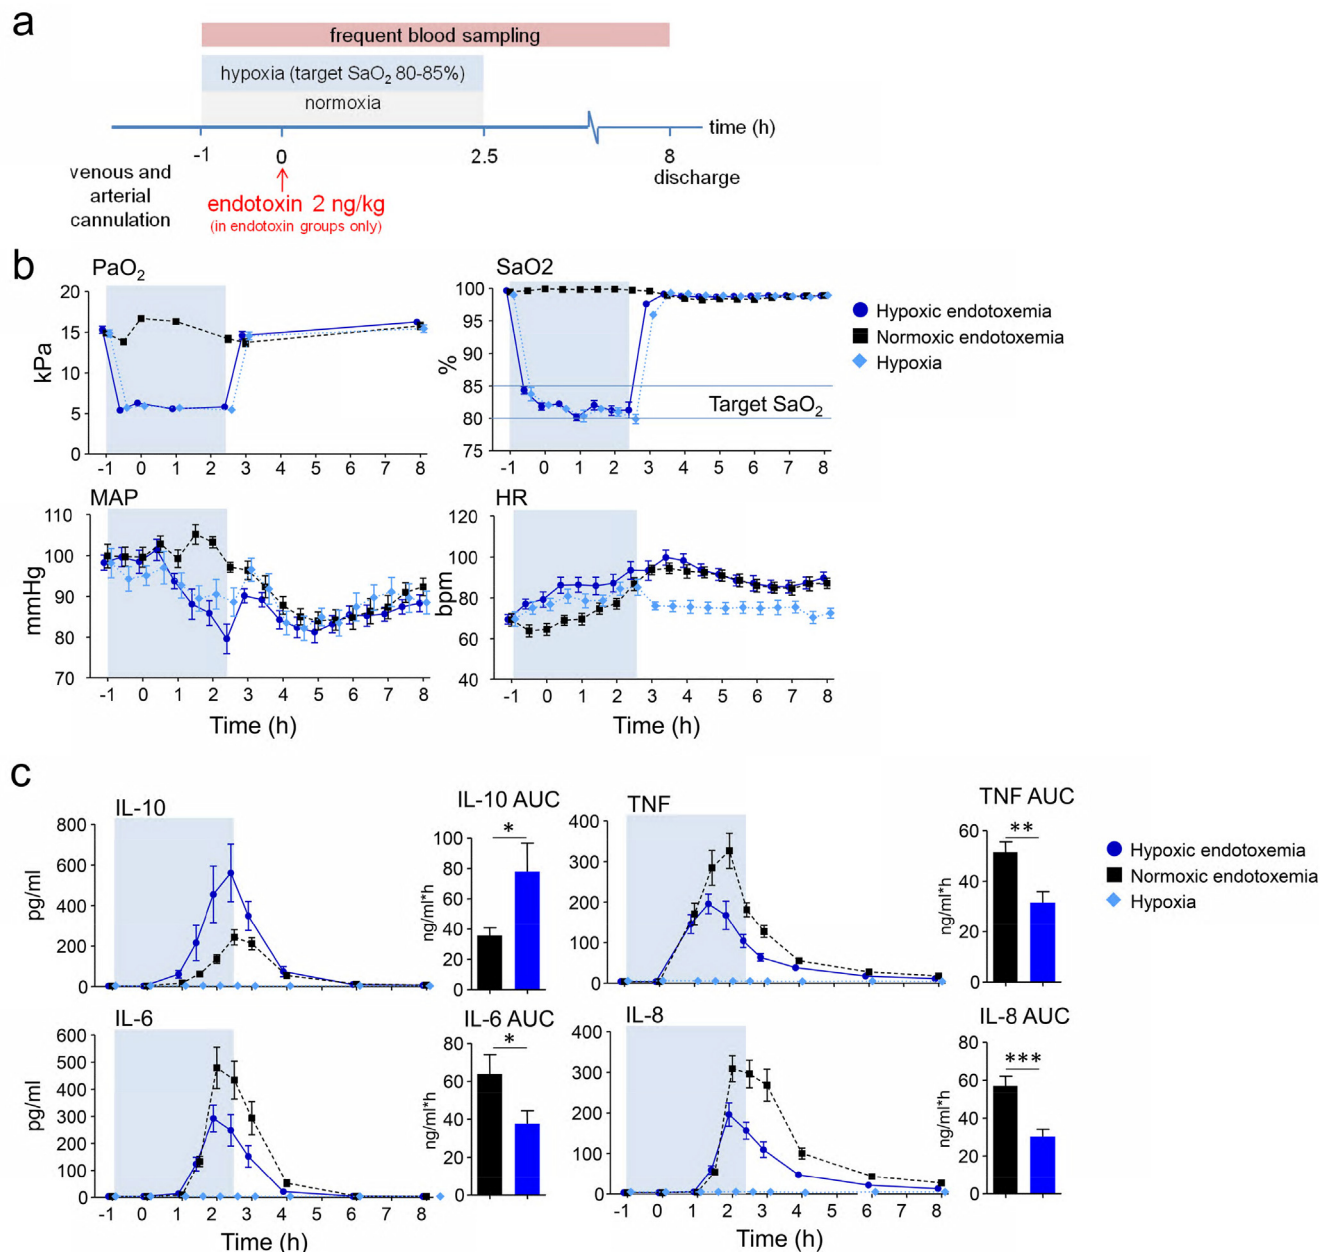 a
frequent blood sampling
hypoxia (target SaO2 80-85%)
normoxia
time (h)
-1 0 2.5 8
venous and
arterial
cannulation
discharge
endotoxin 2 ng/kg
(in endotoxin groups only)
b
PaO2
kPa
20
15
10
5
0
-1 0 1 2 3 4 5 6 7 8
SaO2
%
100
95
90
85
80
75
Target SaO2
-1 0 1 2 3 4 5 6 7 8
Hypoxic endotoxemia
Normoxic endotoxemia
Hypoxia
MAP
mmHg
110
100
90
80
70
-1 0 1 2 3 4 5 6 7 8
Time (h)
HR
bpm
120
100
80
60
40
-1 0 1 2 3 4 5 6 7 8
Time (h)
c
IL-10
pg/ml
800
600
400
200
0
IL-10 AUC
ng/ml*h
100
80
60
40
20
0
*
TNF
400
300
200
100
0
TNF AUC
ng/ml*h
60
40
20
0
**
Hypoxic endotoxemia
Normoxic endotoxemia
Hypoxia
IL-6
pg/ml
600
500
400
300
200
100
0
-1 0 1 2 3 4 5 6 7 8
Time (h)
IL-6 AUC
ng/ml*h
80
60
40
20
0
*
IL-8
400
300
200
100
0
-1 0 1 2 3 4 5 6 7 8
Time (h)
IL-8 AUC
ng/ml*h
80
60
40
20
0
***